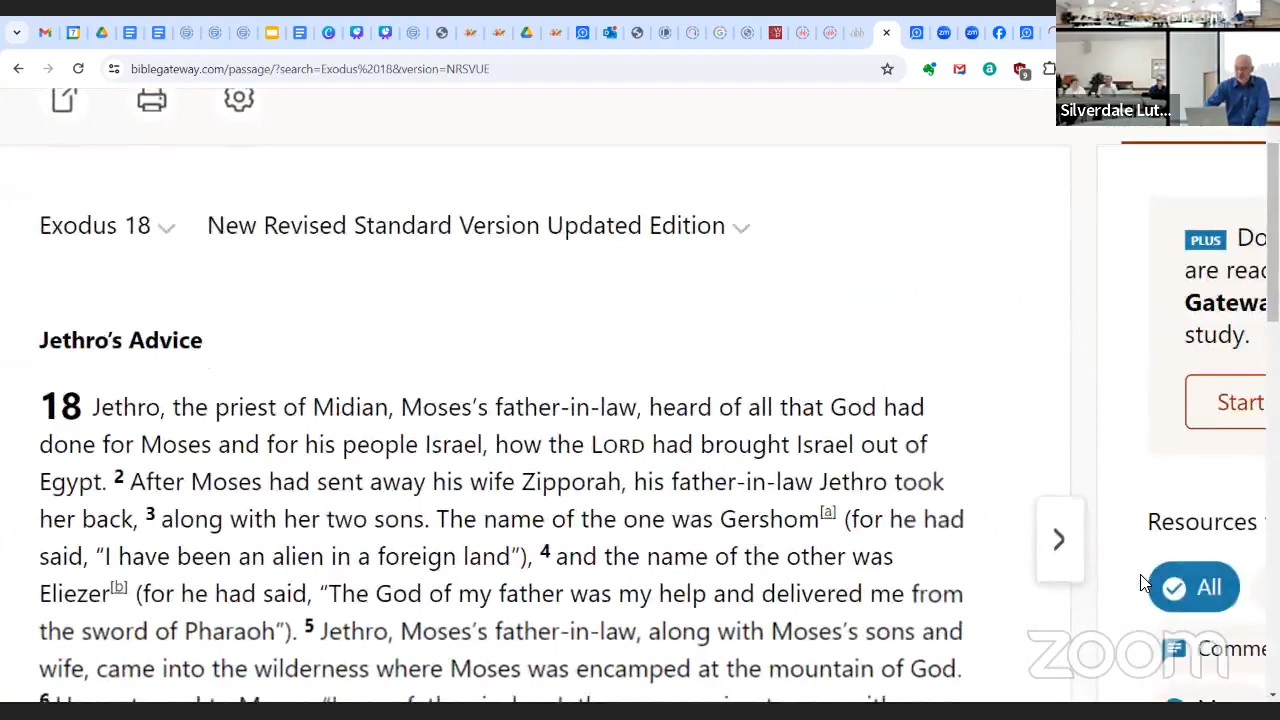 biblegateway.com/passage/?search=Exodus%2018&version=NRSVUE
9
Silverdale Lut...
Exodus 18 New Revised Standard Version Updated Edition
PLUS Do
are read
Gatewa
study.
Start
Jethro’s Advice
18 Jethro, the priest of Midian, Moses’s father-in-law, heard of all that God had
done for Moses and for his people Israel, how the LORD had brought Israel out of
Egypt. 2 After Moses had sent away his wife Zipporah, his father-in-law Jethro took
her back, 3 along with her two sons. The name of the one was Gershom[a] (for he had
said, “I have been an alien in a foreign land”), 4 and the name of the other was
Eliezer[b] (for he had said, “The God of my father was my help and delivered me from
the sword of Pharaoh”). 5 Jethro, Moses’s father-in-law, along with Moses’s sons and
wife, came into the wilderness where Moses was encamped at the mountain of God.
Resources
All
Comme
zoom